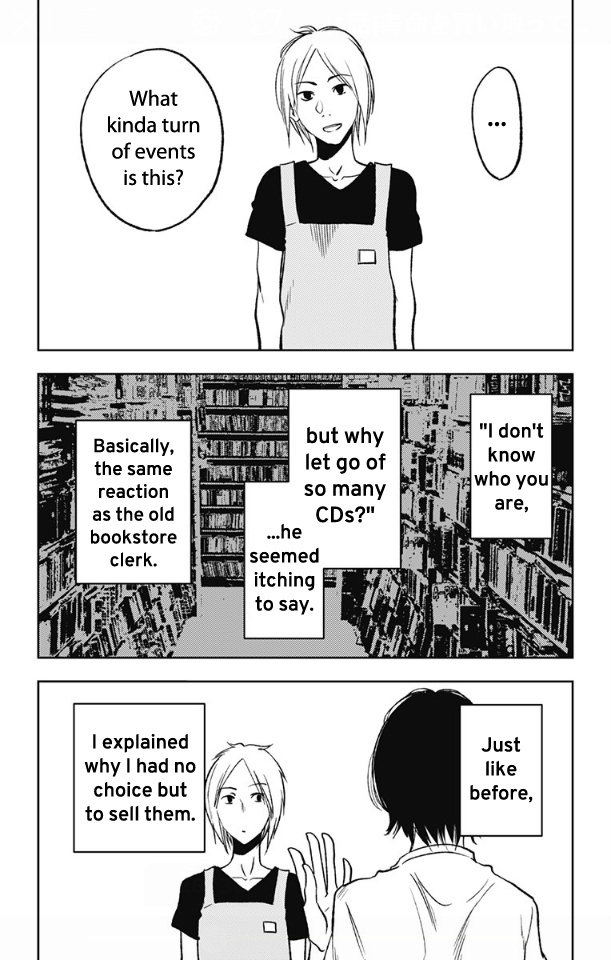 ...
What
kinda turn
of events
is this?
"I don't
know
who you
are,
but why
let go of
so many
CDs?"
...he
seemed
itching
to say.
Basically,
the same
reaction
as the old
bookstore
clerk.
Just
like
before,
I explained
why I had no
choice but
to sell them.